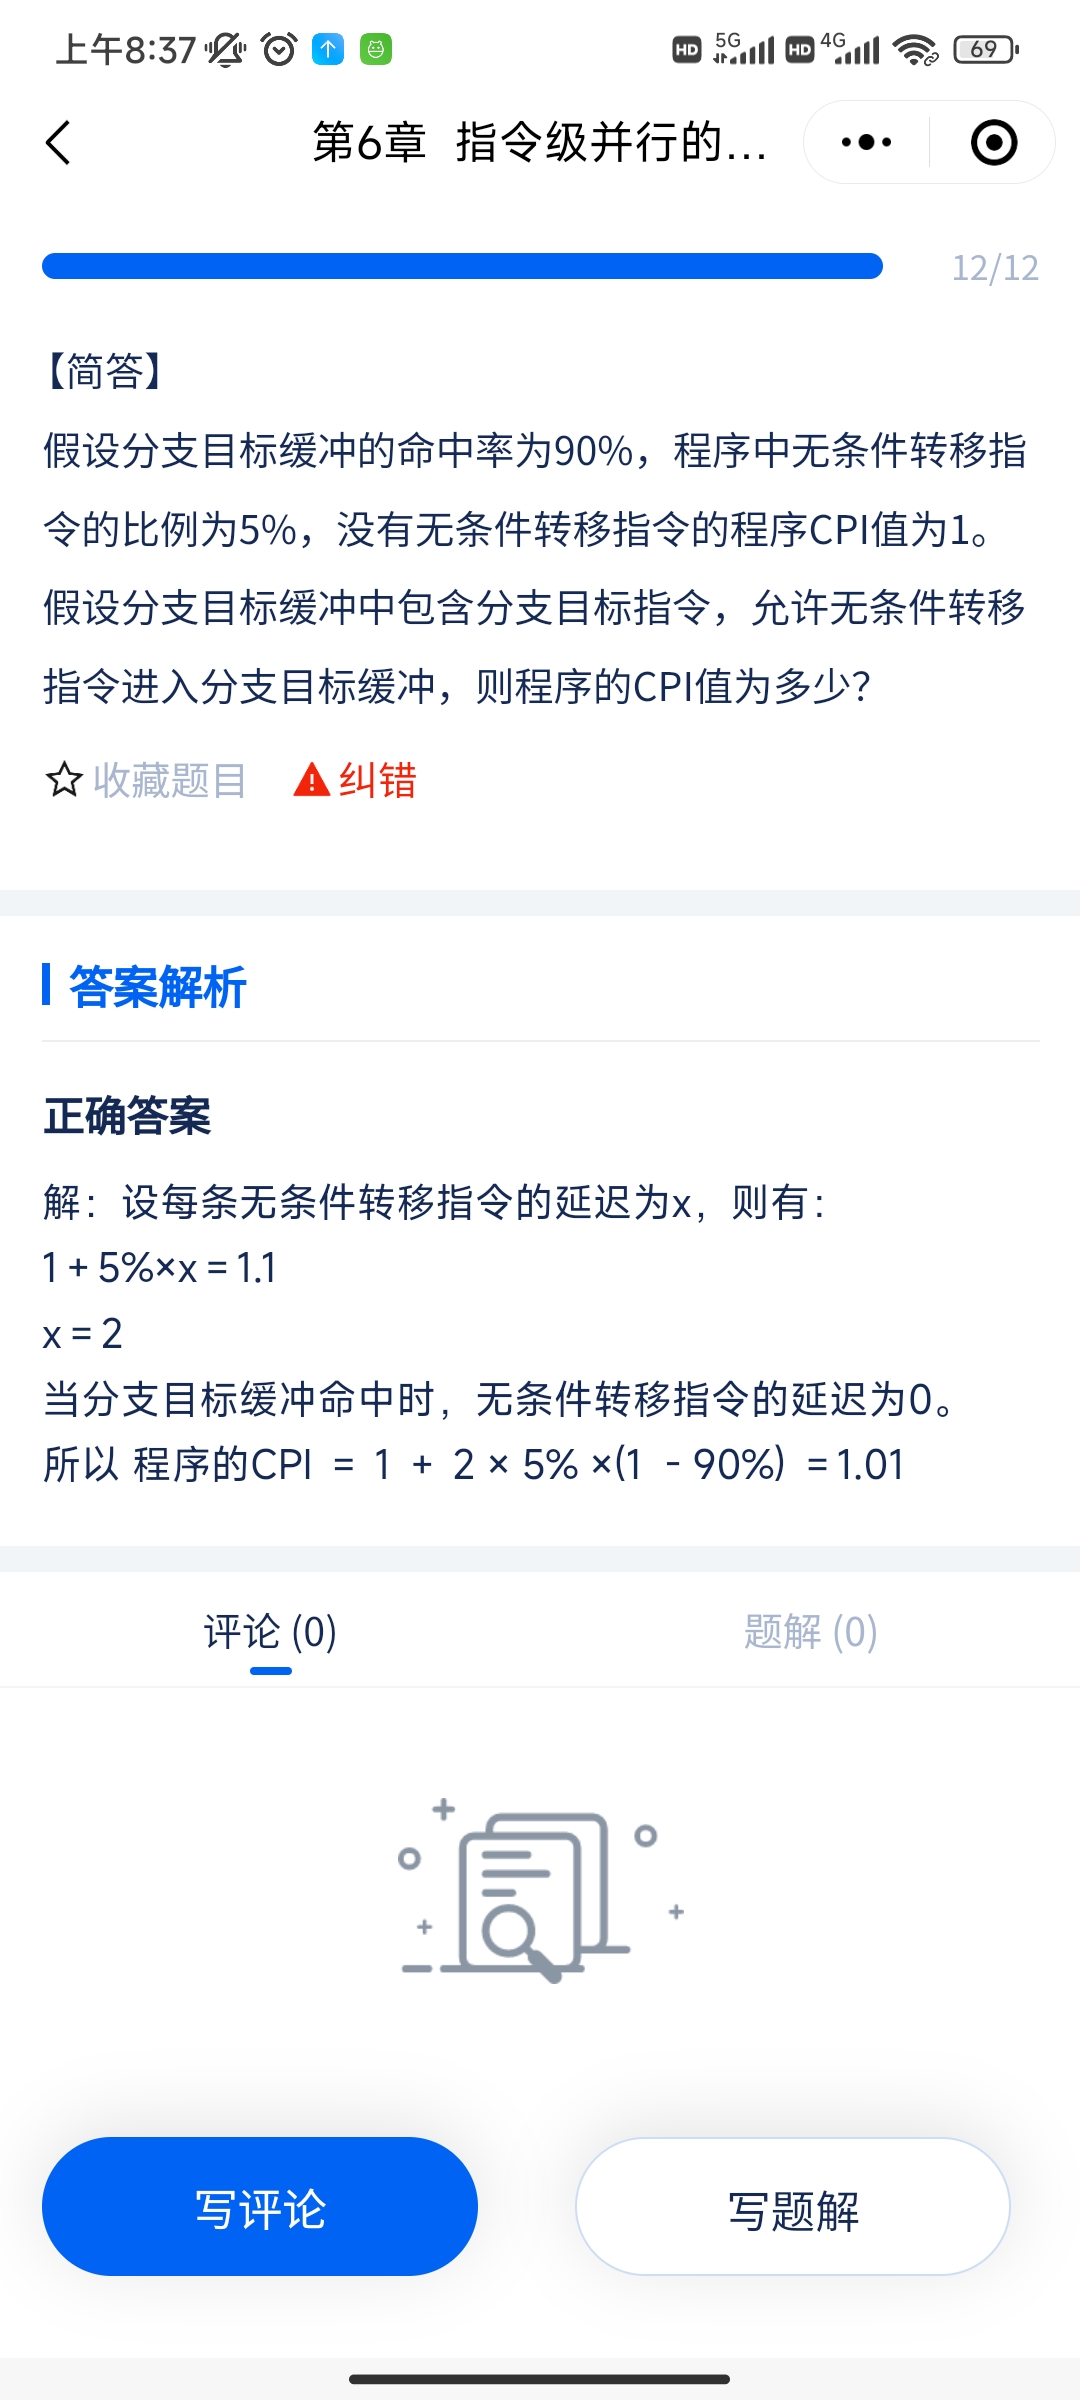 上午8:37 HD 5G HD 4G 69
第6章 指令级并行的...
12/12
【简答】
假设分支目标缓冲的命中率为90%，程序中无条件转移指
令的比例为5%，没有无条件转移指令的程序CPI值为1。
假设分支目标缓冲中包含分支目标指令，允许无条件转移
指令进入分支目标缓冲，则程序的CPI值为多少？
收藏题目 纠错
答案解析
正确答案
解：设每条无条件转移指令的延迟为x，则有：
1 + 5%×x = 1.1
x = 2
当分支目标缓冲命中时，无条件转移指令的延迟为0。
所以 程序的CPI = 1 + 2 × 5% ×(1 - 90%) = 1.01
评论 (0) 题解 (0)
写评论 写题解